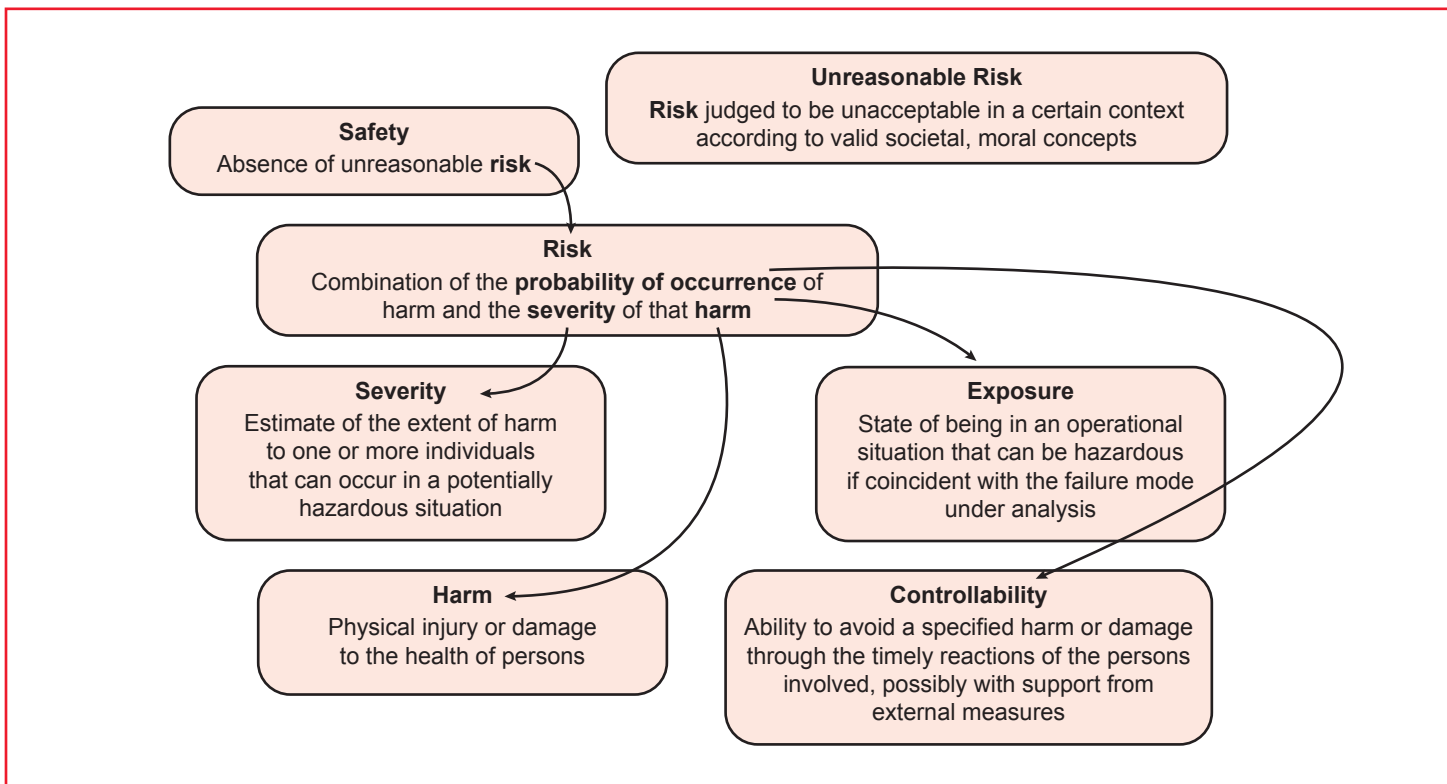 Unreasonable Risk
Risk judged to be unacceptable in a certain context
according to valid societal, moral concepts
Safety
Absence of unreasonable risk
Risk
Combination of the probability of occurrence of
harm and the severity of that harm
Severity
Estimate of the extent of harm
to one or more individuals
that can occur in a potentially
hazardous situation
Exposure
State of being in an operational
situation that can be hazardous
if coincident with the failure mode
under analysis
Harm
Physical injury or damage
to the health of persons
Controllability
Ability to avoid a specified harm or damage
through the timely reactions of the persons
involved, possibly with support from
external measures